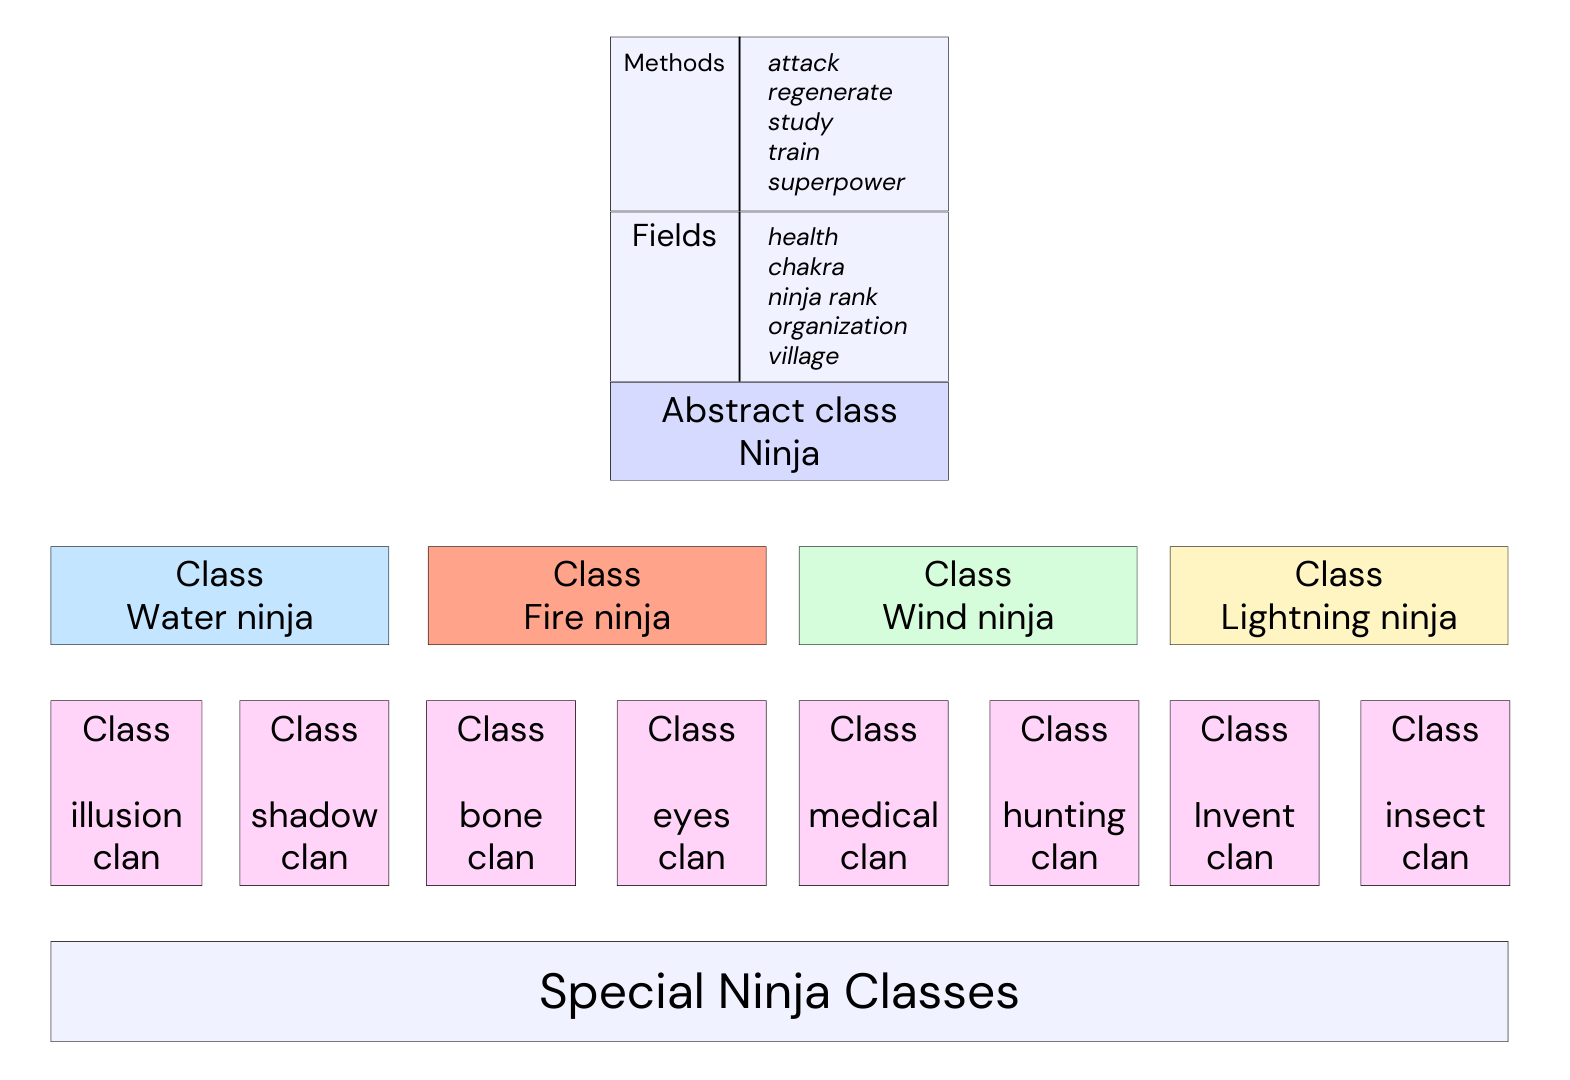 Methods
attack
regenerate
study
train
superpower
Fields
health
chakra
ninja rank
organization
village
Abstract class
Ninja
Class
Water ninja
Class
Fire ninja
Class
Wind ninja
Class
Lightning ninja
Class
illusion
clan
Class
shadow
clan
Class
bone
clan
Class
eyes
clan
Class
medical
clan
Class
hunting
clan
Class
Invent
clan
Class
insect
clan
Special Ninja Classes